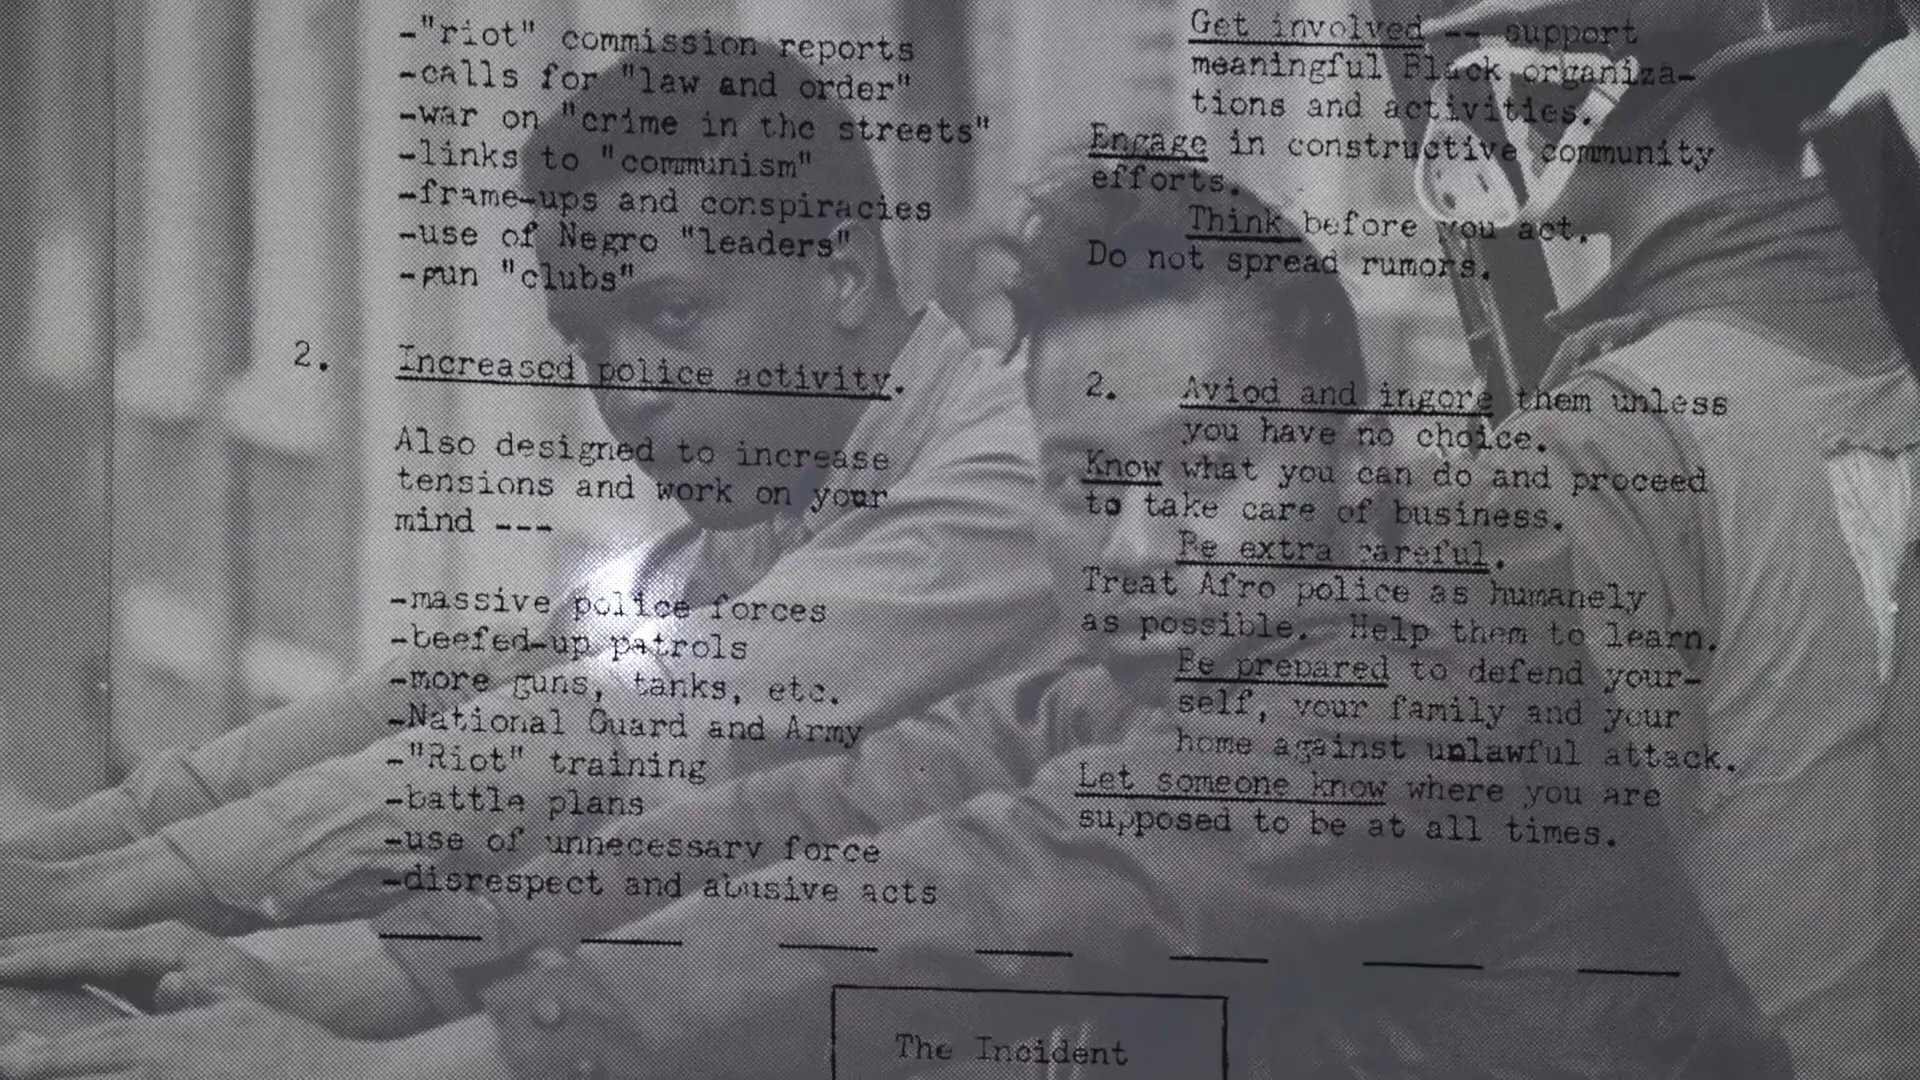 -"riot" commission reports
-calls for "law and order"
-war on "crime in the streets"
-links to "communism"
-frame-ups and conspiracies
-use of Negro "leaders"
-gun "clubs"
2. Increased police activity.
Also designed to increase
tensions and work on your
mind ---
-massive police forces
-beefed-up patrols
-more guns, tanks, etc.
-National Guard and Army
-"Riot" training
-battle plans
-use of unnecessary force
-disrespect and abusive acts
Get involved -- support
meaningful Black organiza-
tions and activities.
Engage in constructive community
efforts.
Think before you act.
Do not spread rumors.
2. Aviod and ingore them unless
you have no choice.
Know what you can do and proceed
to take care of business.
Be extra careful.
Treat Afro police as humanely
as possible. Help them to learn.
Be prepared to defend your-
self, your family and your
home against unlawful attack.
Let someone know where you are
supposed to be at all times.
The Incident